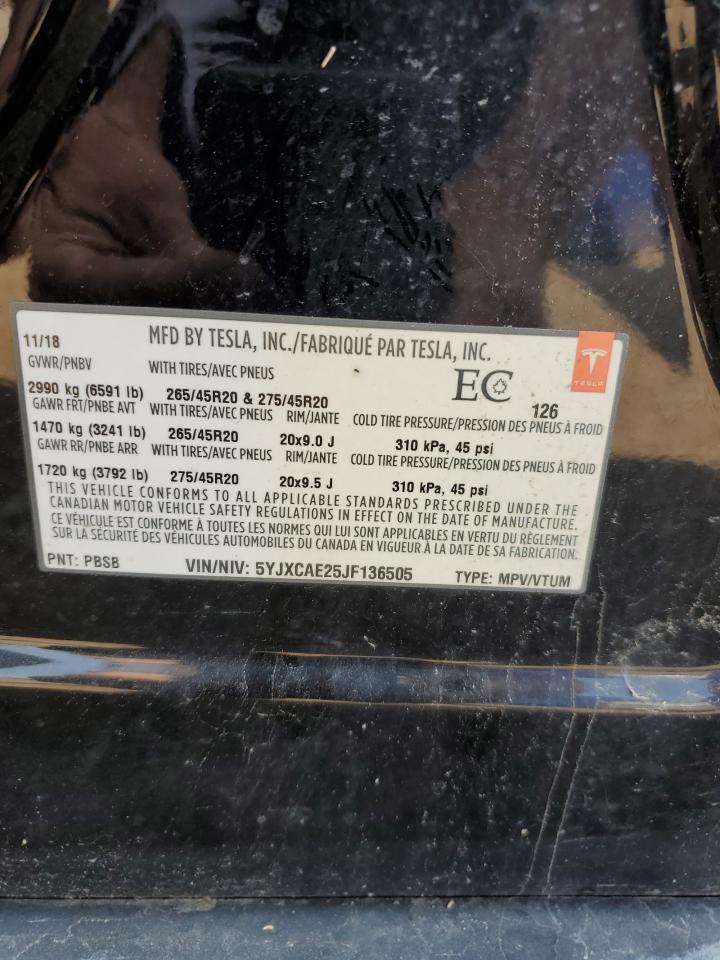 11/18 MFD BY TESLA, INC./FABRIQUÉ PAR TESLA, INC.
TESLA
GVWR/PNBV WITH TIRES/AVEC PNEUS
EC
2990 kg (6591 lb) 265/45R20 & 275/45R20 126
GAWR FRT/PNBE AVT WITH TIRES/AVEC PNEUS RIM/JANTE COLD TIRE PRESSURE/PRESSION DES PNEUS À FROID
1470 kg (3241 lb) 265/45R20 20x9.0 J 310 kPa, 45 psi
GAWR RR/PNBE ARR WITH TIRES/AVEC PNEUS RIM/JANTE COLD TIRE PRESSURE/PRESSION DES PNEUS À FROID
1720 kg (3792 lb) 275/45R20 20x9.5 J 310 kPa, 45 psi
THIS VEHICLE CONFORMS TO ALL APPLICABLE STANDARDS PRESCRIBED UNDER THE
CANADIAN MOTOR VEHICLE SAFETY REGULATIONS IN EFFECT ON THE DATE OF MANUFACTURE.
CE VÉHICULE EST CONFORME À TOUTES LES NORMES QUI LUI SONT APPLICABLES EN VERTU DU RÈGLEMENT
SUR LA SÉCURITÉ DES VÉHICULES AUTOMOBILES DU CANADA EN VIGUEUR À LA DATE DE SA FABRICATION.
PNT: PBSB VIN/NIV: 5YJXCAE25JF136505 TYPE: MPV/VTUM